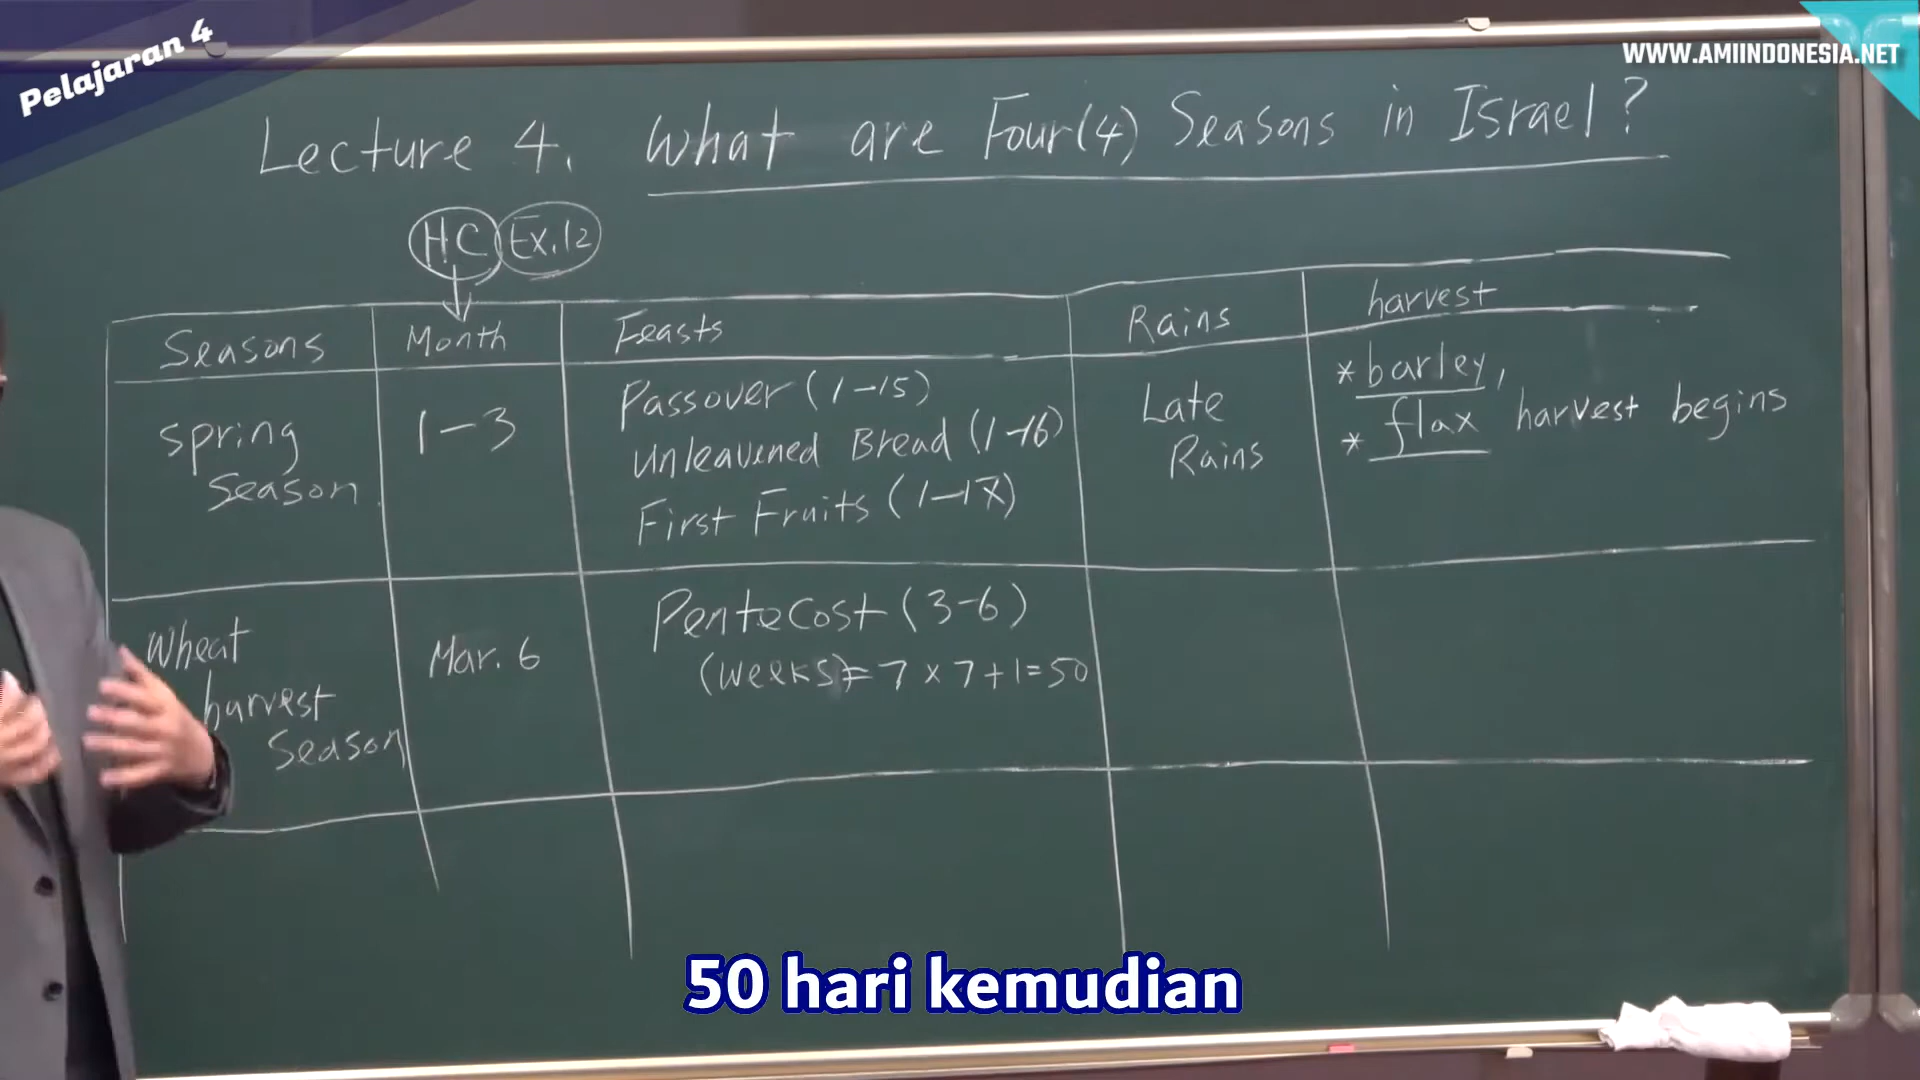 Pelajaran 4
WWW.AMIINDONESIA.NET
Lecture 4. What are Four(4) Seasons in Israel?
HC Ex.12
Seasons Month Feasts Rains harvest
Spring Season 1-3
Passover (1-15)
Unleavened Bread (1-16)
First Fruits (1-17)
Late
Rains
*barley,
*flax harvest begins
Wheat
harvest
Season
Mar. 6
Pentecost (3-6)
(weeks)= 7 x 7+1=50
50 hari kemudian